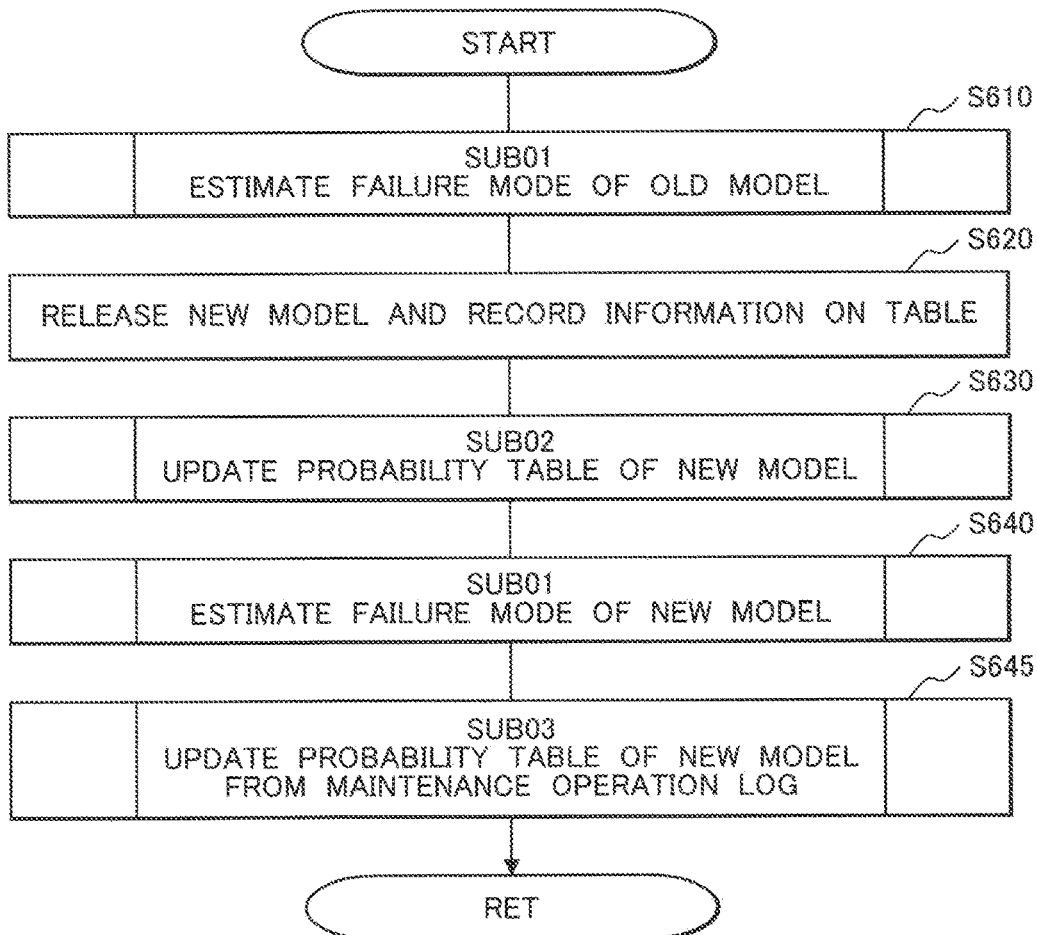 START
S610
SUB01
ESTIMATE FAILURE MODE OF OLD MODEL
S620
RELEASE NEW MODEL AND RECORD INFORMATION ON TABLE
S630
SUB02
UPDATE PROBABILITY TABLE OF NEW MODEL
S640
SUB01
ESTIMATE FAILURE MODE OF NEW MODEL
S645
SUB03
UPDATE PROBABILITY TABLE OF NEW MODEL
FROM MAINTENANCE OPERATION LOG
RET